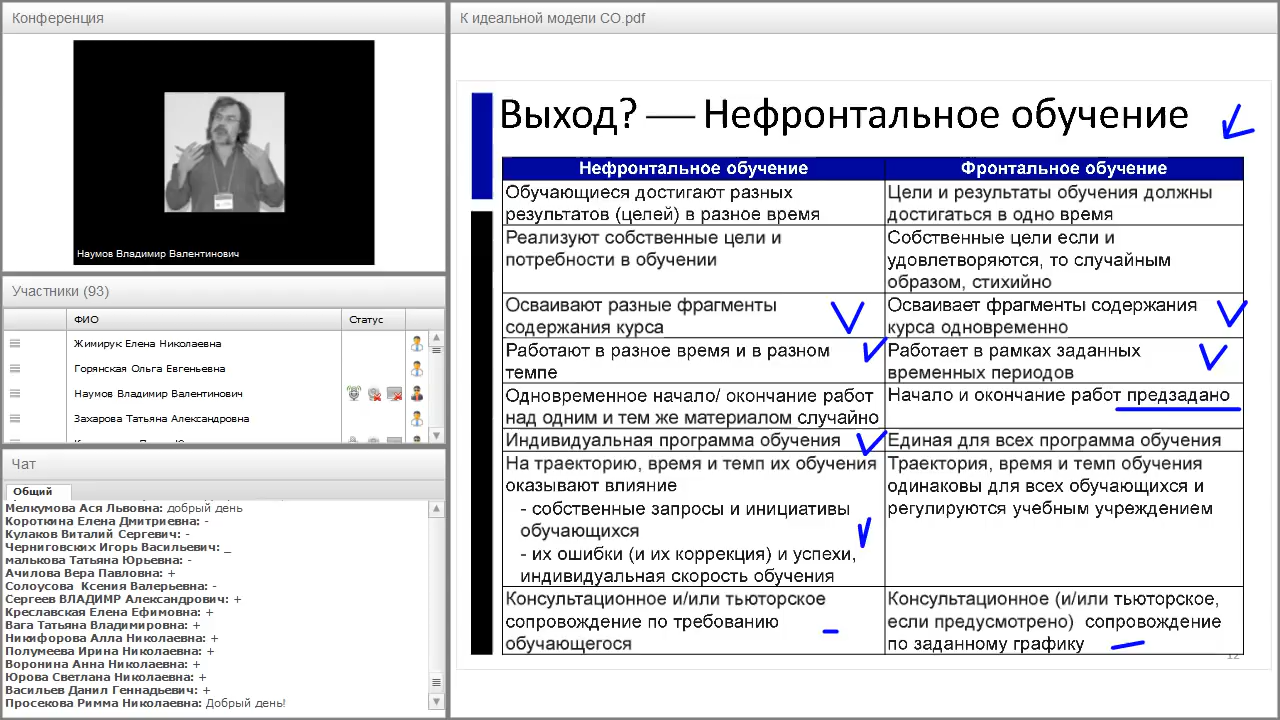 Конференция
Наумов Владимир Валентинович
Участники (93)
ФИО
Статус
Жимирук Елена Николаевна
Горянская Ольга Евгеньевна
Наумов Владимир Валентинович
Захарова Татьяна Александровна
Чат
Общий
Мелкумова Ася Львовна: добрый день
Короткина Елена Дмитриевна: -
Кулаков Виталий Сергевич: -
Черниговских Игорь Васильевич: _
малькова Татьяна Юрьевна: -
Ачилова Вера Павловна: +
Солоусова Ксения Валерьевна: -
Сергеев ВЛАДИМР Александрович: +
Креславская Елена Ефимовна: +
Вага Татьяна Владимировна: +
Никифорова Алла Николаевна: +
Полумеева Ирина Николаевна: +
Воронина Анна Николаевна: +
Юрова Светлана Николаевна: +
Васильев Данил Геннадьевич: +
Просекова Римма Николаевна: Добрый день!
К идеальной модели СО.pdf
Выход? — Нефронтальное обучение
Нефронтальное обучение
Фронтальное обучение
Обучающиеся достигают разных
результатов (целей) в разное время
Цели и результаты обучения должны
достигаться в одно время
Реализуют собственные цели и
потребности в обучении
Собственные цели если и
удовлетворяются, то случайным
образом, стихийно
Осваивают разные фрагменты
содержания курса
Осваивает фрагменты содержания
курса одновременно
Работают в разное время и в разном
темпе
Работает в рамках заданных
временных периодов
Одновременное начало/ окончание работ
над одним и тем же материалом случайно
Начало и окончание работ предзадано
Индивидуальная программа обучения
Единая для всех программа обучения
На траекторию, время и темп их обучения
оказывают влияние
- собственные запросы и инициативы
обучающихся
- их ошибки (и их коррекция) и успехи,
индивидуальная скорость обучения
Траектория, время и темп обучения
одинаковы для всех обучающихся и
регулируются учебным учреждением
Консультационное и/или тьюторское
сопровождение по требованию
обучающегося
Консультационное (и/или тьюторское,
если предусмотрено) сопровождение
по заданному графику
12